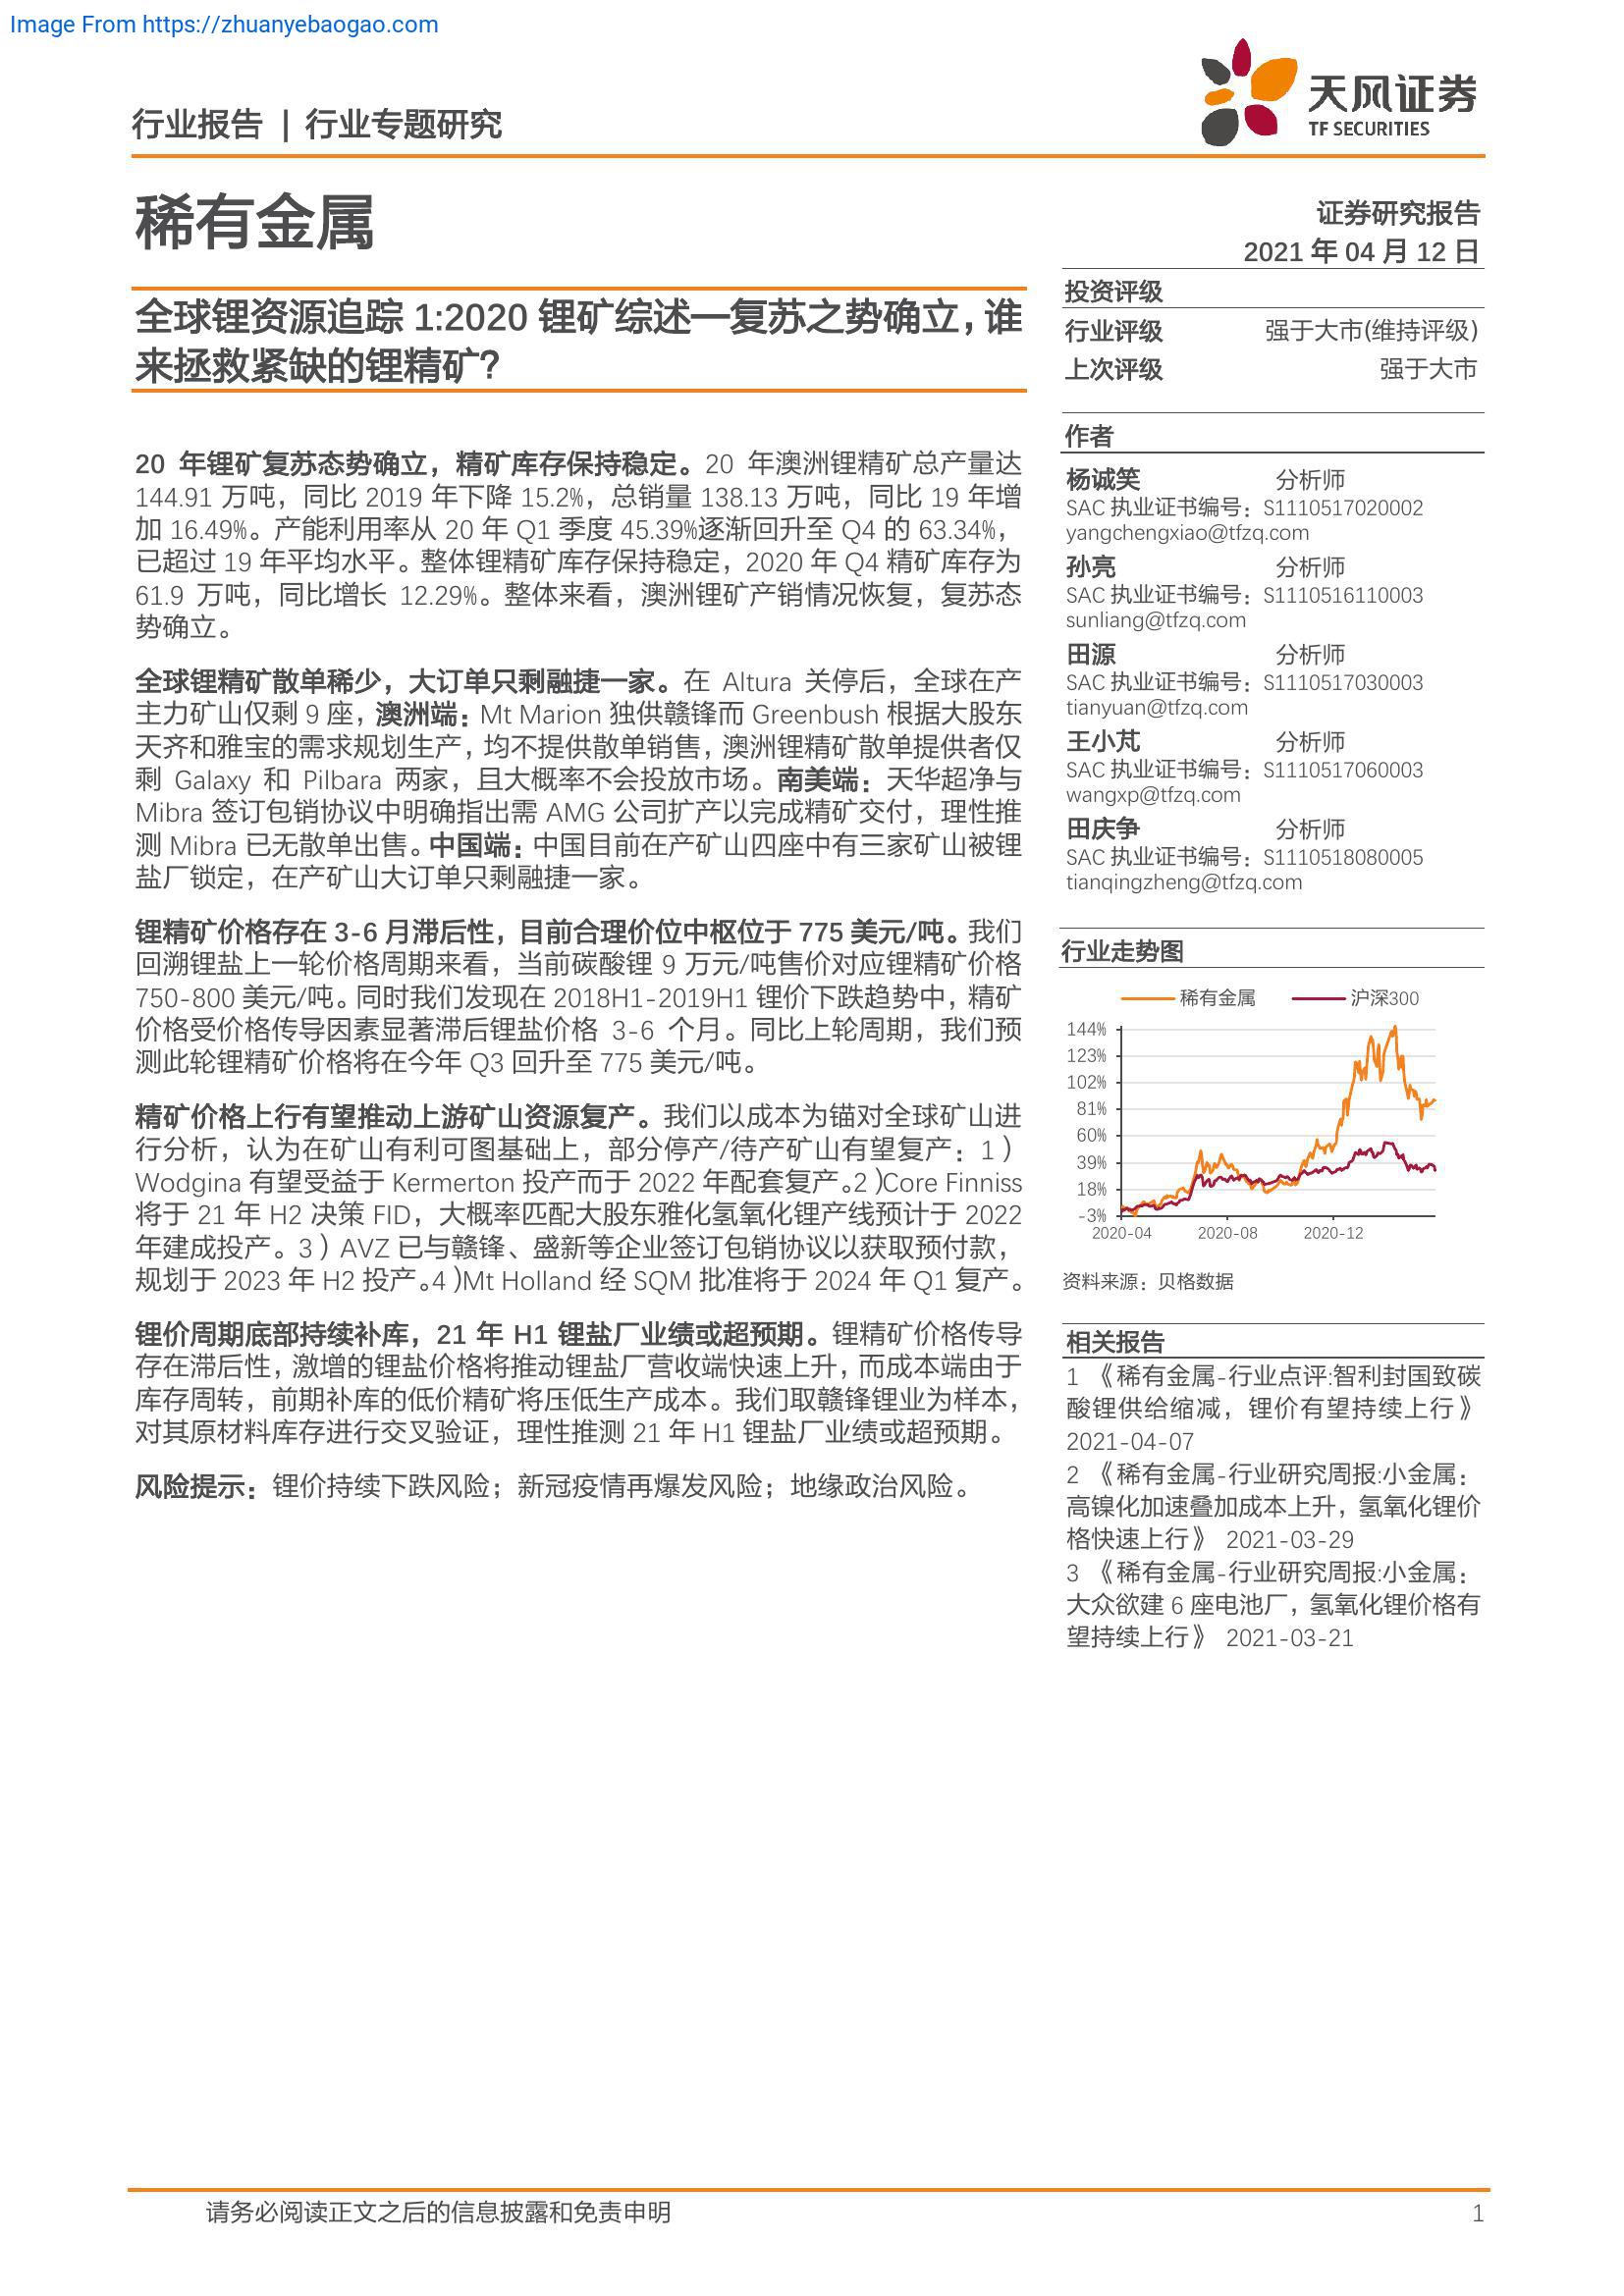 Image From https://zhuanyebaogao.com
行业报告 | 行业专题研究
天风证券
TF SECURITIES
稀有金属
证券研究报告
2021 年 04 月 12 日
全球锂资源追踪 1:2020 锂矿综述—复苏之势确立，谁
来拯救紧缺的锂精矿？
20 年锂矿复苏态势确立，精矿库存保持稳定。20 年澳洲锂精矿总产量达
144.91 万吨，同比 2019 年下降 15.2%，总销量 138.13 万吨，同比 19 年增
加 16.49%。产能利用率从 20 年 Q1 季度 45.39%逐渐回升至 Q4 的 63.34%，
已超过 19 年平均水平。整体锂精矿库存保持稳定，2020 年 Q4 精矿库存为
61.9 万吨，同比增长 12.29%。整体来看，澳洲锂矿产销情况恢复，复苏态
势确立。
全球锂精矿散单稀少，大订单只剩融捷一家。在 Altura 关停后，全球在产
主力矿山仅剩 9 座，澳洲端：Mt Marion 独供赣锋而 Greenbush 根据大股东
天齐和雅宝的需求规划生产，均不提供散单销售，澳洲锂精矿散单提供者仅
剩 Galaxy 和 Pilbara 两家，且大概率不会投放市场。南美端：天华超净与
Mibra 签订包销协议中明确指出需 AMG 公司扩产以完成精矿交付，理性推
测 Mibra 已无散单出售。中国端：中国目前在产矿山四座中有三家矿山被锂
盐厂锁定，在产矿山大订单只剩融捷一家。
锂精矿价格存在 3-6 月滞后性，目前合理价位中枢位于 775 美元/吨。我们
回溯锂盐上一轮价格周期来看，当前碳酸锂 9 万元/吨售价对应锂精矿价格
750-800 美元/吨。同时我们发现在 2018H1-2019H1 锂价下跌趋势中，精矿
价格受价格传导因素显著滞后锂盐价格 3-6 个月。同比上轮周期，我们预
测此轮锂精矿价格将在今年 Q3 回升至 775 美元/吨。
精矿价格上行有望推动上游矿山资源复产。我们以成本为锚对全球矿山进
行分析，认为在矿山有利可图基础上，部分停产/待产矿山有望复产：1）
Wodgina 有望受益于 Kermerton 投产而于 2022 年配套复产。2）Core Finniss
将于 21 年 H2 决策 FID，大概率匹配大股东雅化氢氧化锂产线预计于 2022
年建成投产。3）AVZ 已与赣锋、盛新等企业签订包销协议以获取预付款，
规划于 2023 年 H2 投产。4）Mt Holland 经 SQM 批准将于 2024 年 Q1 复产。
锂价周期底部持续补库，21 年 H1 锂盐厂业绩或超预期。锂精矿价格传导
存在滞后性，激增的锂盐价格将推动锂盐厂营收端快速上升，而成本端由于
库存周转，前期补库的低价精矿将压低生产成本。我们取赣锋锂业为样本，
对其原材料库存进行交叉验证，理性推测 21 年 H1 锂盐厂业绩或超预期。
风险提示：锂价持续下跌风险；新冠疫情再爆发风险；地缘政治风险。
投资评级
行业评级 强于大市(维持评级)
上次评级 强于大市
作者
杨诚笑 分析师
SAC 执业证书编号：S1110517020002
yangchengxiao@tfzq.com
孙亮 分析师
SAC 执业证书编号：S1110516110003
sunliang@tfzq.com
田源 分析师
SAC 执业证书编号：S1110517030003
tianyuan@tfzq.com
王小芃 分析师
SAC 执业证书编号：S1110517060003
wangxp@tfzq.com
田庆争 分析师
SAC 执业证书编号：S1110518080005
tianqingzheng@tfzq.com
行业走势图
稀有金属 沪深300
144%
123%
102%
81%
60%
39%
18%
-3%
2020-04 2020-08 2020-12
资料来源：贝格数据
相关报告
1 《稀有金属-行业点评:智利封国致碳
酸锂供给缩减，锂价有望持续上行》
2021-04-07
2 《稀有金属-行业研究周报:小金属：
高镍化加速叠加成本上升，氢氧化锂价
格快速上行》 2021-03-29
3 《稀有金属-行业研究周报:小金属：
大众欲建 6 座电池厂，氢氧化锂价格有
望持续上行》 2021-03-21
请务必阅读正文之后的信息披露和免责申明 1